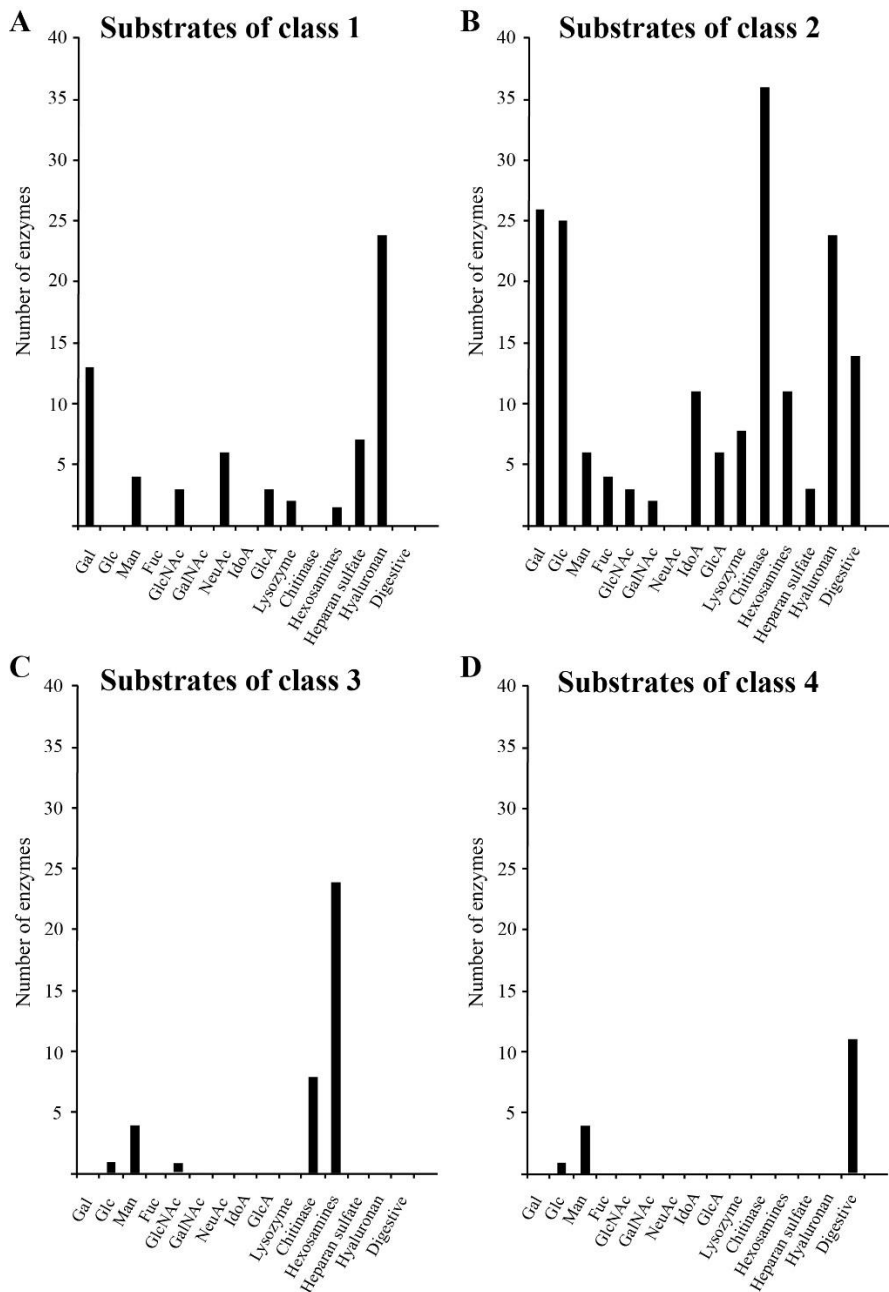 A Substrates of class 1
40
35
30
25
20
15
10
5
Number of enzymes
Gal
Glc
Man
Fuc
GlcNAc
GalNAc
NeuAc
IdoA
GlcA
Lysozyme
Chitinase
Hexosamines
Heparan sulfate
Hyaluronan
Digestive
B Substrates of class 2
40
35
30
25
20
15
10
5
Number of enzymes
Gal
Glc
Man
Fuc
GlcNAc
GalNAc
NeuAc
IdoA
GlcA
Lysozyme
Chitinase
Hexosamines
Heparan sulfate
Hyaluronan
Digestive
C Substrates of class 3
40
35
30
25
20
15
10
5
Number of enzymes
Gal
Glc
Man
Fuc
GlcNAc
GalNAc
NeuAc
IdoA
GlcA
Lysozyme
Chitinase
Hexosamines
Heparan sulfate
Hyaluronan
Digestive
D Substrates of class 4
40
35
30
25
20
15
10
5
Number of enzymes
Gal
Glc
Man
Fuc
GlcNAc
GalNAc
NeuAc
IdoA
GlcA
Lysozyme
Chitinase
Hexosamines
Heparan sulfate
Hyaluronan
Digestive